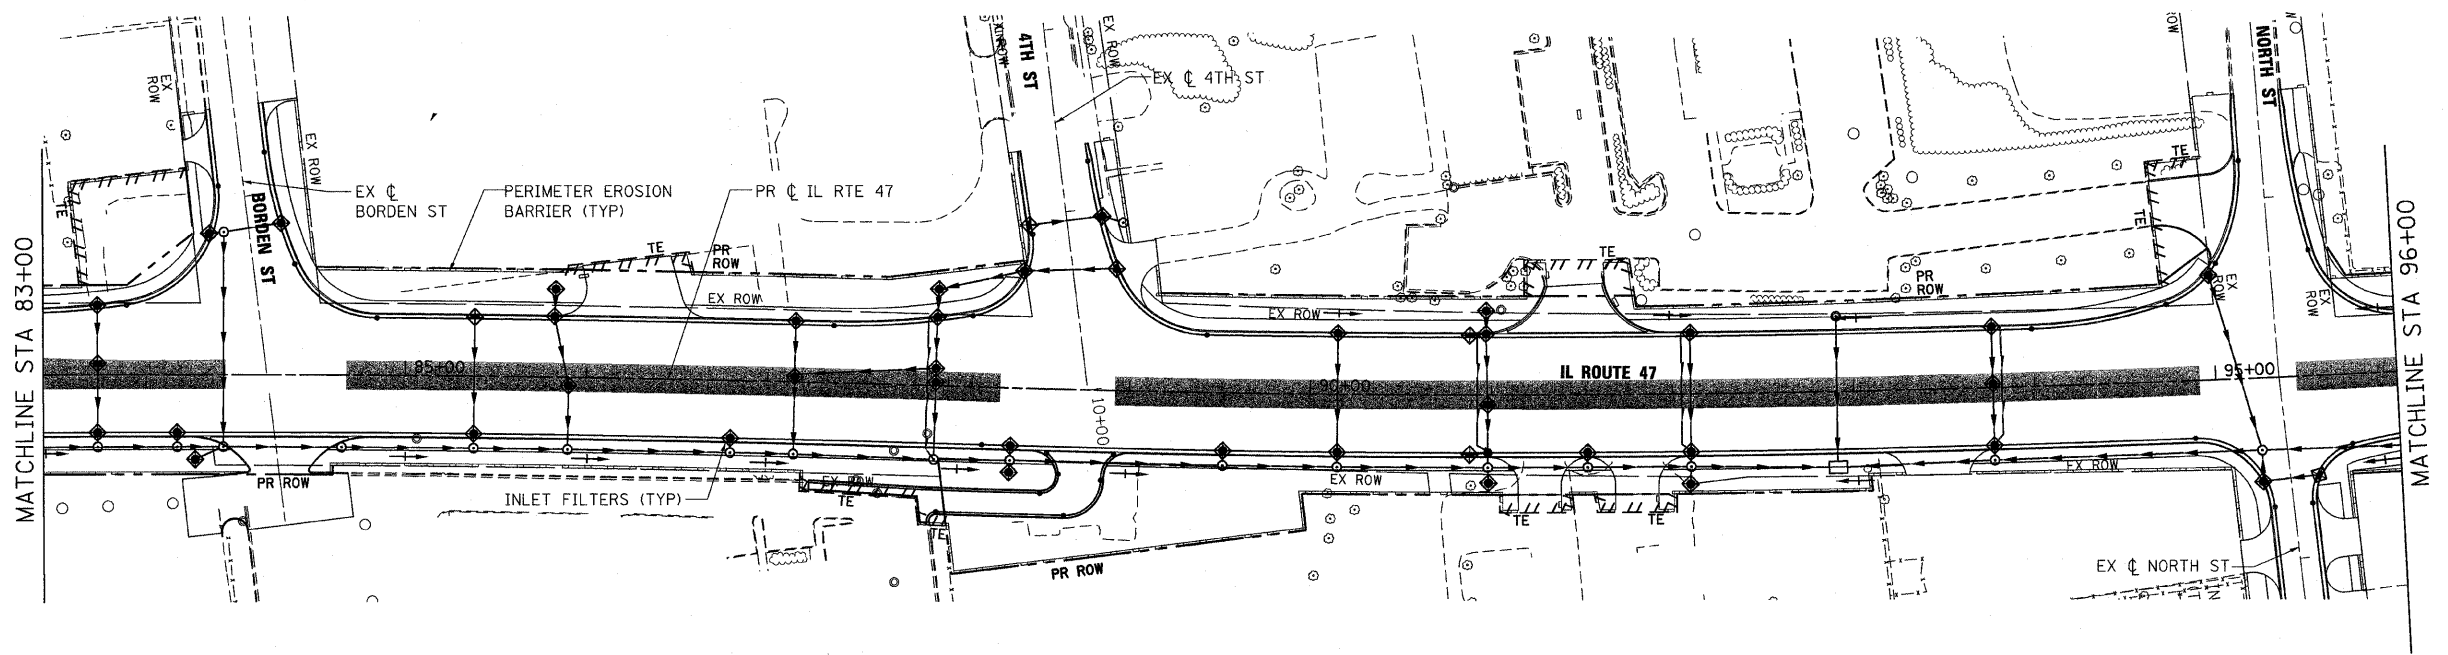 MATCHLINE STA 83+00
EX
ROW
TE
BORDEN ST
EX ROW
EX ℄
BORDEN ST
PERIMETER EROSION
BARRIER (TYP)
PR ℄ IL RTE 47
TE
PR
ROW
EX ROW
4TH ST
EX ROW
EX ℄ 4TH ST
EX ROW
TE
PR
ROW
TE
TE
ROW
NORTH ST
EX
ROW
EX
ROW
85+00
10+00
90+00
IL ROUTE 47
95+00
PR ROW
INLET FILTERS (TYP)
EX ROW
TE
TE
PR ROW
EX ROW
TE
TE
EX ROW
EX ℄ NORTH ST
MATCHLINE STA 96+00